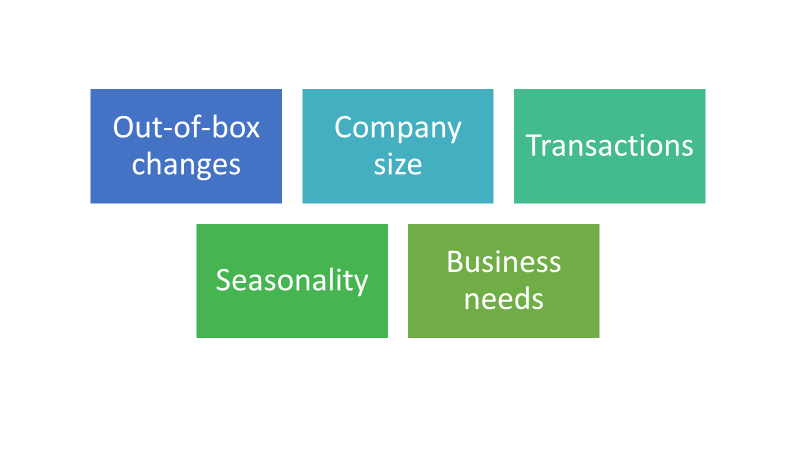 Out-of-box
changes
Company
size
Transactions
Seasonality
Business
needs